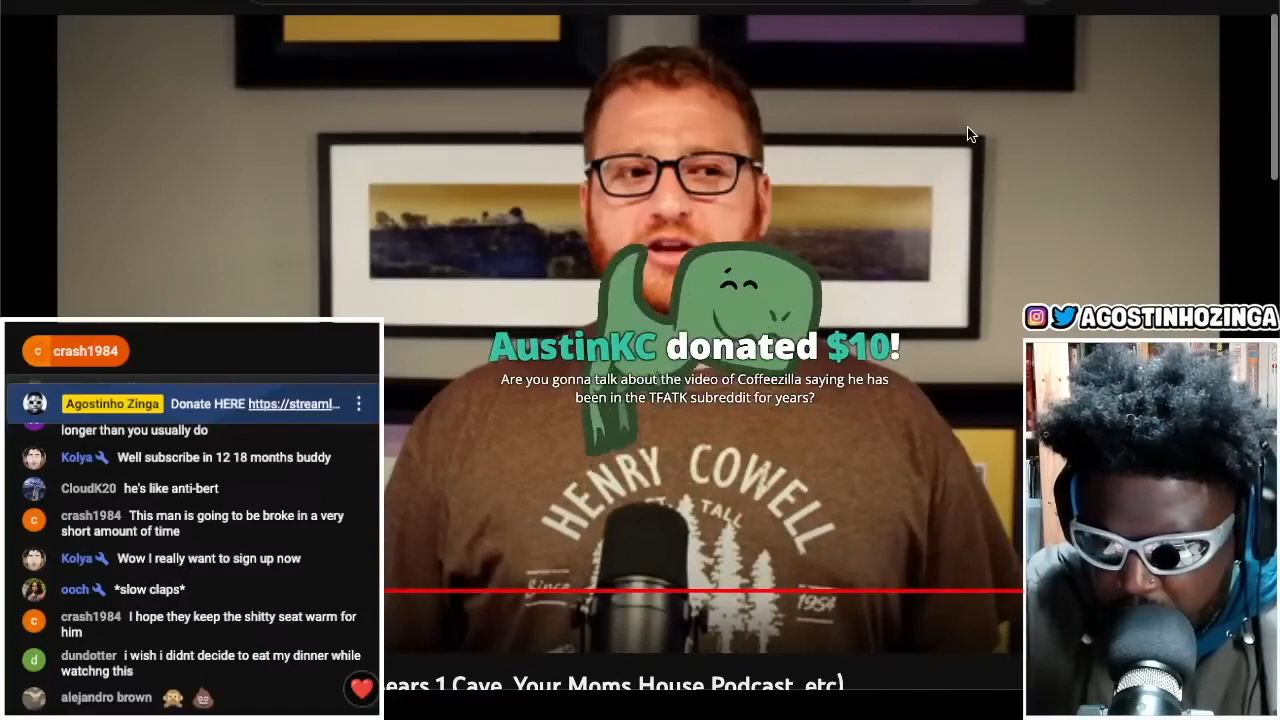 AustinKC donated $10!
Are you gonna talk about the video of Coffeezilla saying he has
been in the TFATK subreddit for years?
HENRY COWELL
TALL
Since
1954
AGOSTINHOZINGA
c crash1984
Agostinho Zinga Donate HERE https://streaml...
longer than you usually do
Kolya Well subscribe in 12 18 months buddy
CloudK20 he's like anti-bert
c crash1984 This man is going to be broke in a very
short amount of time
Kolya Wow I really want to sign up now
ooch *slow claps*
c crash1984 I hope they keep the shitty seat warm for
him
d dundotter i wish i didnt decide to eat my dinner while
watchng this
alejandro brown 🙊 💩
ears 1 Cave, Your Moms House Podcast, etc)